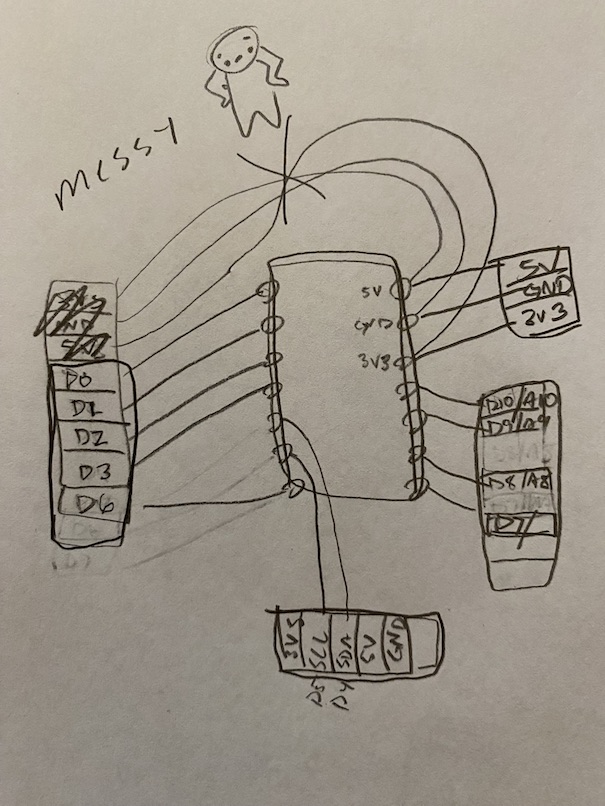 messy
5V
GND
3V3
5V
GND
3V3
D0
D1
D2
D3
D6
D10/A10
D9/A9
D8/A8
D7/
3V3
SCL
SDA
5V
GND
D5
D4